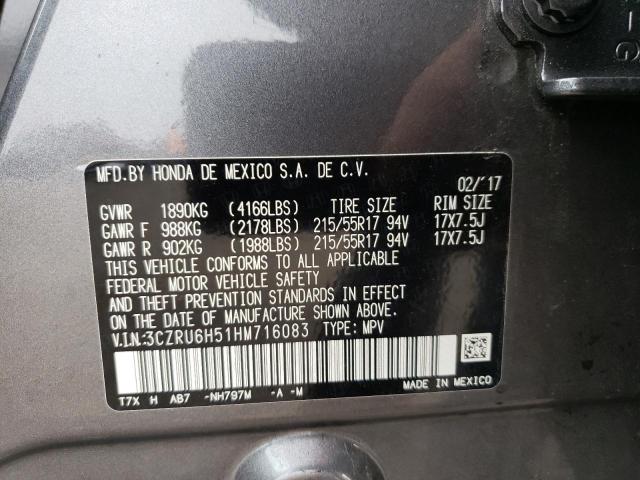 MFD.BY HONDA DE MEXICO S.A. DE C.V.
02/'17
GVWR 1890KG (4166LBS) TIRE SIZE RIM SIZE
GAWR F 988KG (2178LBS) 215/55R17 94V 17X7.5J
GAWR R 902KG (1988LBS) 215/55R17 94V 17X7.5J
THIS VEHICLE CONFORMS TO ALL APPLICABLE
FEDERAL MOTOR VEHICLE SAFETY
AND THEFT PREVENTION STANDARDS IN EFFECT
ON THE DATE OF MANUFACTURE SHOWN ABOVE.
V.I.N.:3CZRU6H51HM716083 TYPE: MPV
MADE IN MEXICO
T7X H AB7 -NH797M -A -M